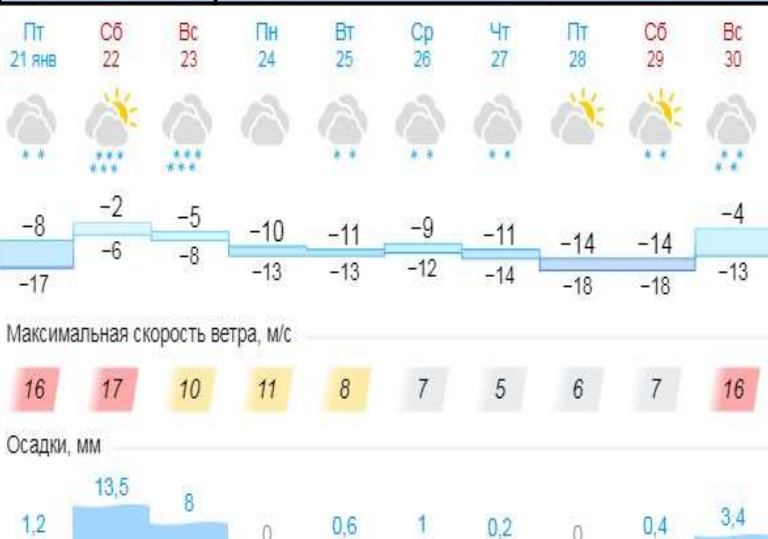 Пт Сб Вс Пн Вт Ср Чт Пт Сб Вс
21 янв 22 23 24 25 26 27 28 29 30
−8 −2 −5 −10 −11 −9 −11 −14 −14 −4
−17 −6 −8 −13 −13 −12 −14 −18 −18 −13
Максимальная скорость ветра, м/с
16 17 10 11 8 7 5 6 7 16
Осадки, мм
1,2 13,5 8 0 0,6 1 0,2 0 0,4 3,4